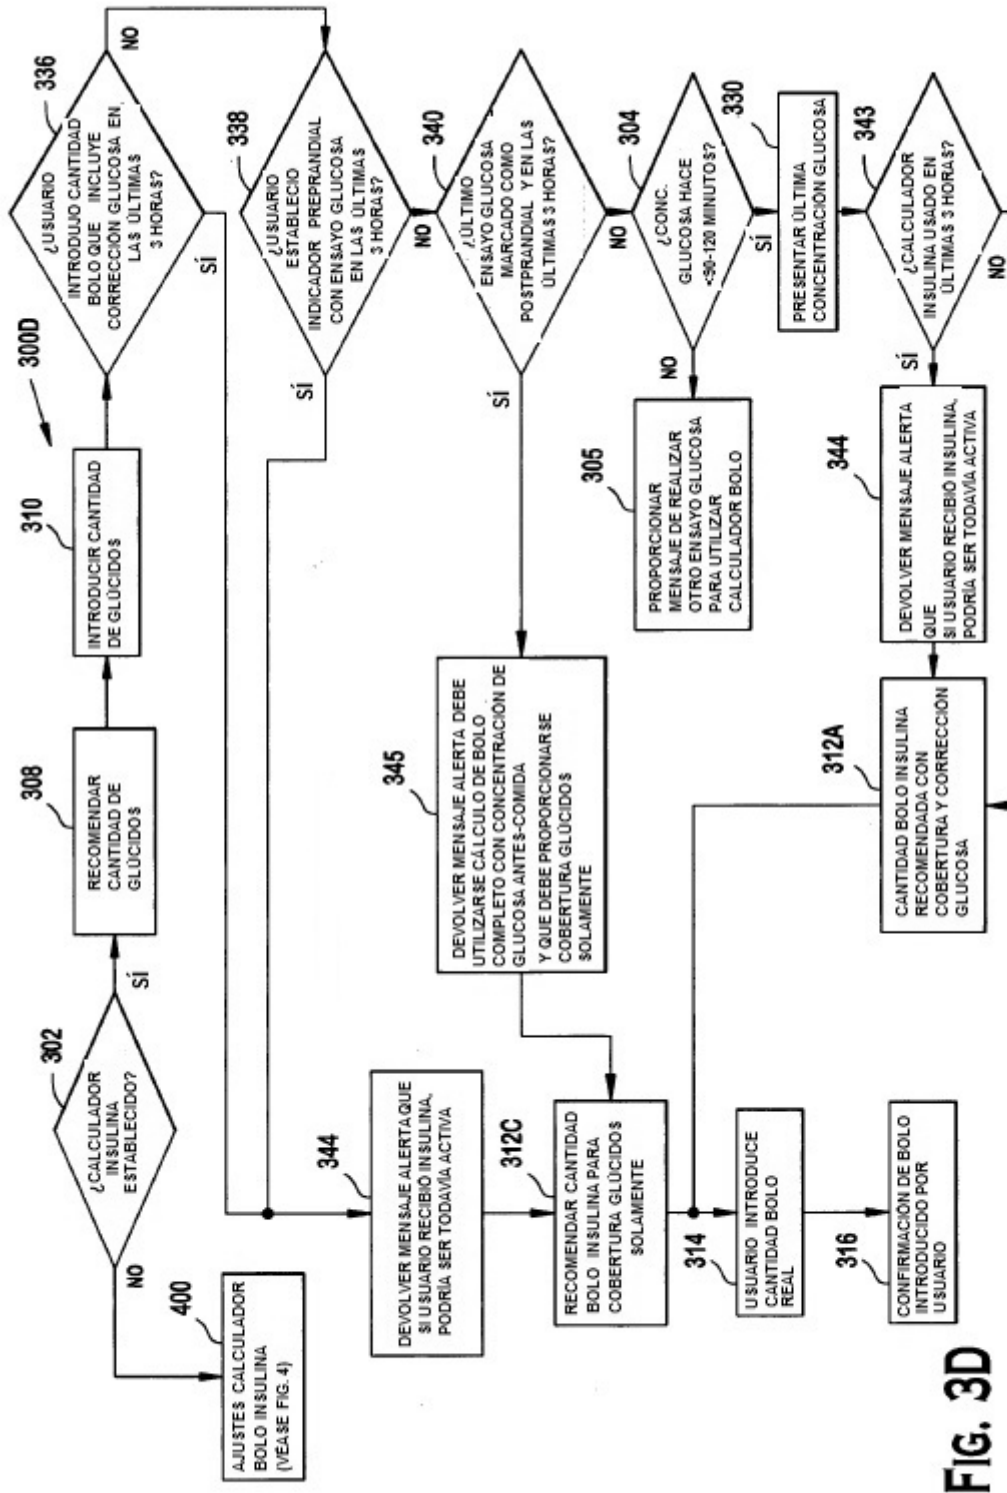 300D
302
¿CALCULADOR
INSULINA
ESTABLECIDO?
NO
SÍ
400
AJUSTES CALCULADOR
BOLO INSULINA
(VÉASE FIG. 4)
308
RECOMENDAR
CANTIDAD DE
GLÚCIDOS
310
INTRODUCIR CANTIDAD
DE GLÚCIDOS
336
¿USUARIO
INTRODUJO CANTIDAD
BOLO QUE INCLUYE
CORRECCIÓN GLUCOSA EN,
LAS ÚLTIMAS
3 HORAS?
NO
SÍ
338
¿USUARIO
ESTABLECIO
INDICADOR PREPRANDIAL
CON ENSAYO GLUCOSA
EN LAS ÚLTIMAS
3 HORAS?
SÍ
NO
344
DEVOLVER MENSAJE ALERTA QUE
SI USUARIO RECIBIÓ INSULINA,
PODRÍA SER TODAVÍA ACTIVA
340
¿ÚLTIMO
ENSAYO GLUCOSA
MARCADO COMO
POSTPRANDIAL Y EN LAS
ÚLTIMAS 3 HORAS?
SÍ
NO
345
DEVOLVER MENSAJE ALERTA DEBE
UTILIZARSE CÁLCULO DE BOLO
COMPLETO CON CONCENTRACIÓN DE
GLUCOSA ANTES-COMIDA
Y QUE DEBE PROPORCIONARSE
COBERTURA GLÚCIDOS
SOLAMENTE
312C
RECOMENDAR CANTIDAD
BOLO INSULINA PARA
COBERTURA GLÚCIDOS
SOLAMENTE
304
¿CONC.
GLUCOSA HACE
<90-120 MINUTOS?
NO
SÍ
305
PROPORCIONAR
MENSAJE DE REALIZAR
OTRO ENSAYO GLUCOSA
PARA UTILIZAR
CALCULADOR BOLO
330
PRESENTAR ÚLTIMA
CONCENTRACIÓN GLUCOSA
343
¿CALCULADOR
INSULINA USADO EN
ÚLTIMAS 3 HORAS?
SÍ
NO
344
DEVOLVER MENSAJE ALERTA
QUE
SI USUARIO RECIBIÓ INSULINA,
PODRÍA SER TODAVÍA ACTIVA
312A
CANTIDAD BOLO INSULINA
RECOMENDADA CON
COBERTURA Y CORRECCIÓN
GLUCOSA
314
USUARIO INTRODUCE
CANTIDAD BOLO
REAL
316
CONFIRMACIÓN DE BOLO
INTRODUCIDO POR
USUARIO
FIG. 3D